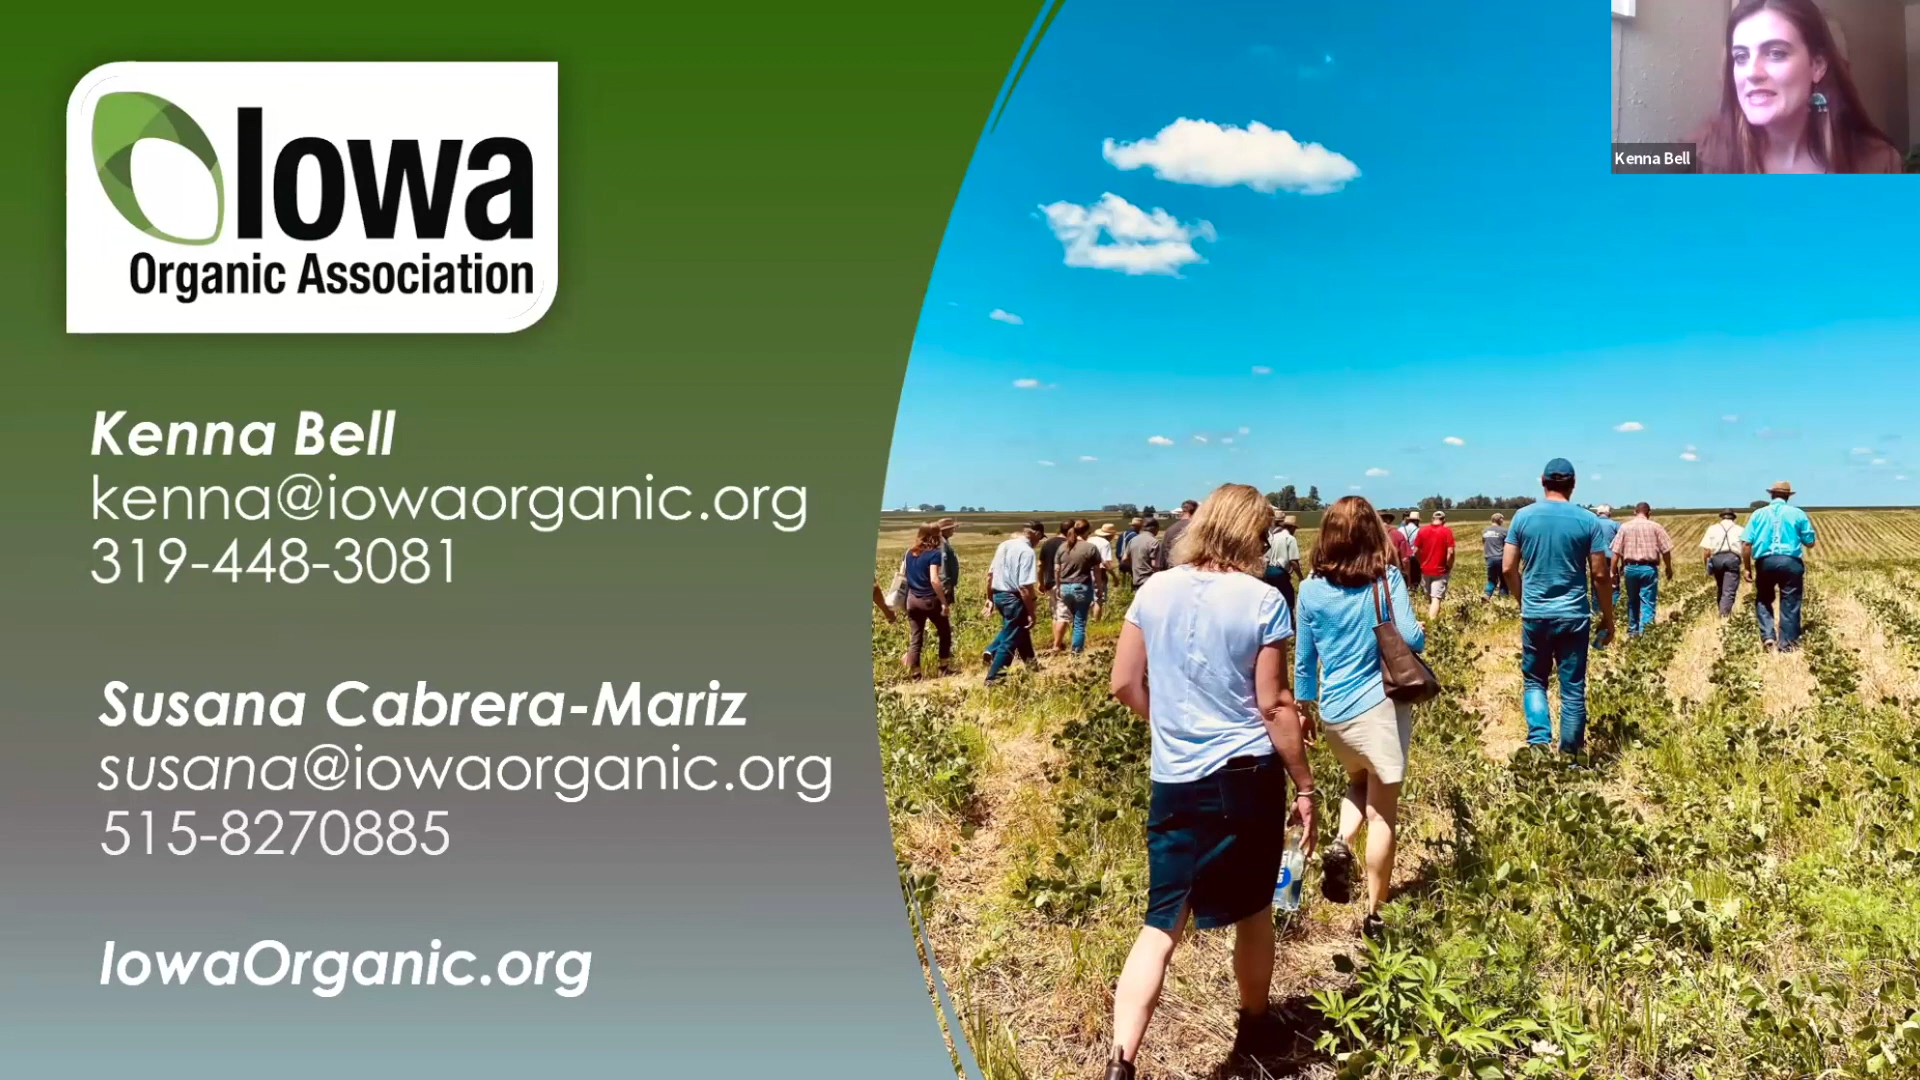 Iowa
Organic Association
Kenna Bell
kenna@iowaorganic.org
319-448-3081
Susana Cabrera-Mariz
susana@iowaorganic.org
515-8270885
IowaOrganic.org
Kenna Bell